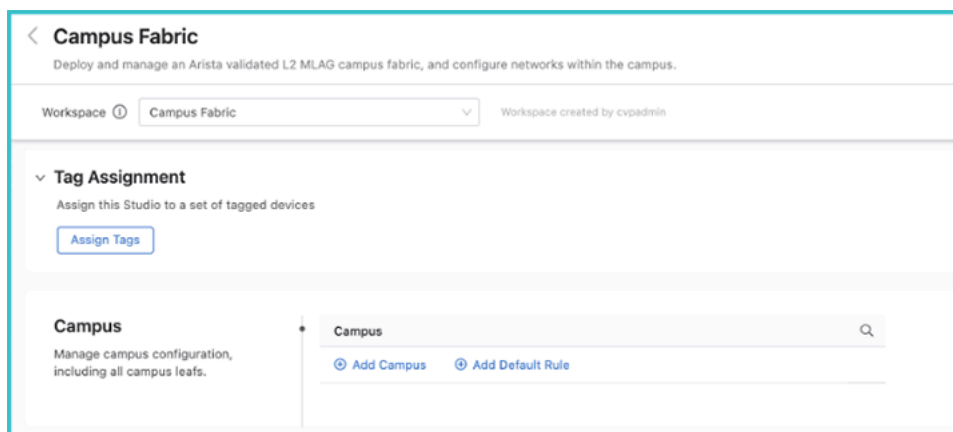 Campus Fabric
Deploy and manage an Arista validated L2 MLAG campus fabric, and configure networks within the campus.
Workspace Campus Fabric Workspace created by cvpadmin
Tag Assignment
Assign this Studio to a set of tagged devices
Assign Tags
Campus
Manage campus configuration,
including all campus leafs.
Campus
Add Campus Add Default Rule